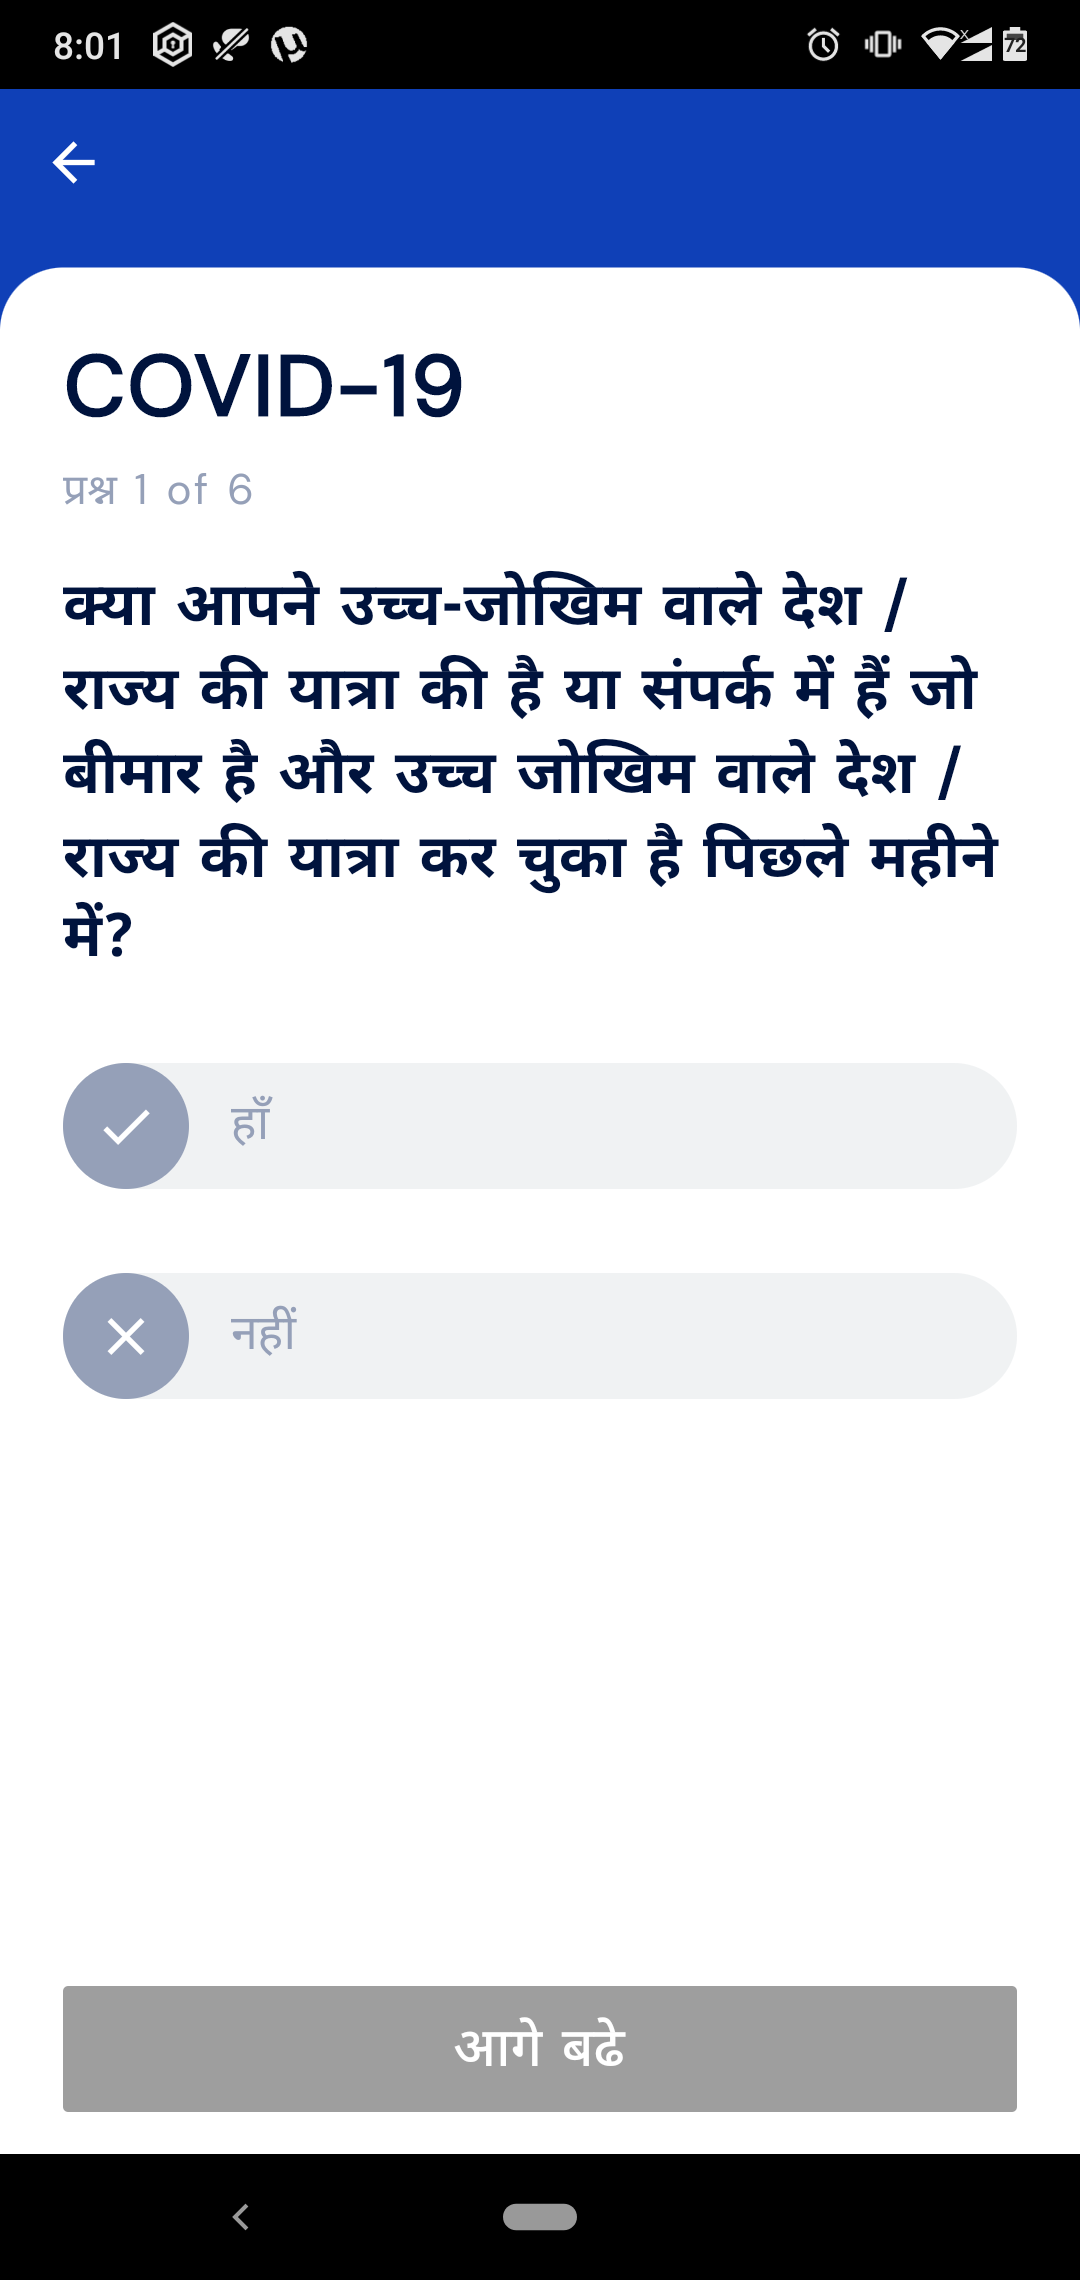 8:01
72
COVID-19
प्रश्न 1 of 6
क्या आपने उच्च-जोखिम वाले देश /
राज्य की यात्रा की है या संपर्क में हैं जो
बीमार है और उच्च जोखिम वाले देश /
राज्य की यात्रा कर चुका है पिछले महीने
में?
हाँ
नहीं
आगे बढे